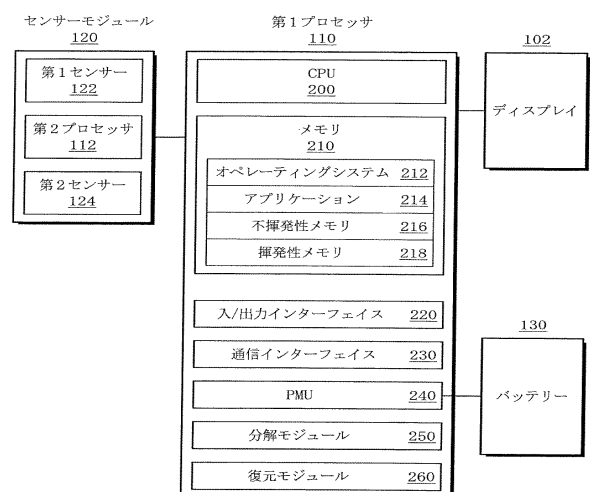 センサーモジュール
120
第1センサー
122
第2プロセッサ
112
第2センサー
124
第1プロセッサ
110
CPU
200
メモリ
210
オペレーティングシステム 212
アプリケーション 214
不揮発性メモリ 216
揮発性メモリ 218
入/出力インターフェイス 220
通信インターフェイス 230
PMU 240
分解モジュール 250
復元モジュール 260
102
ディスプレイ
130
バッテリー